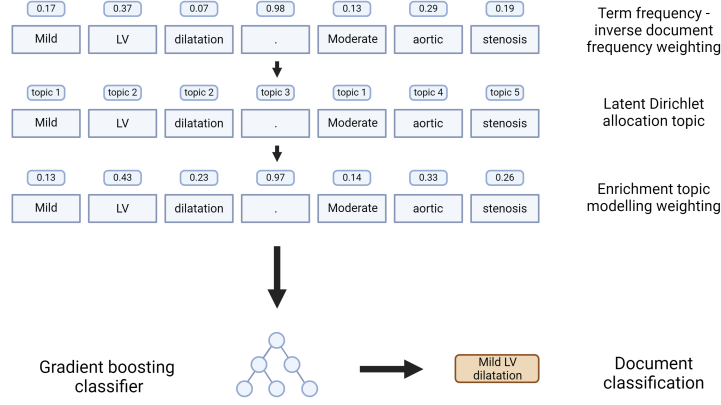 0.17 0.37 0.07 0.98 0.13 0.29 0.19
Mild LV dilatation . Moderate aortic stenosis
Term frequency -
inverse document
frequency weighting
topic 1 topic 2 topic 2 topic 3 topic 1 topic 4 topic 5
Mild LV dilatation . Moderate aortic stenosis
Latent Dirichlet
allocation topic
0.13 0.43 0.23 0.97 0.14 0.33 0.26
Mild LV dilatation . Moderate aortic stenosis
Enrichment topic
modelling weighting
Gradient boosting
classifier
Mild LV
dilatation
Document
classification